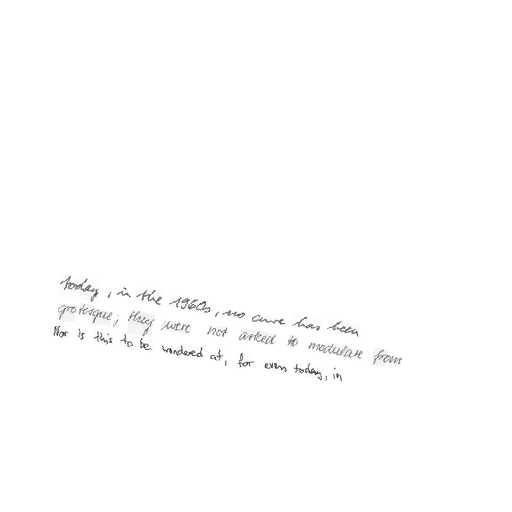 today, in the 1960s, no cure has been
grotesque; they were not asked to modulate from
Nor is this to be wondered at, for even today, in